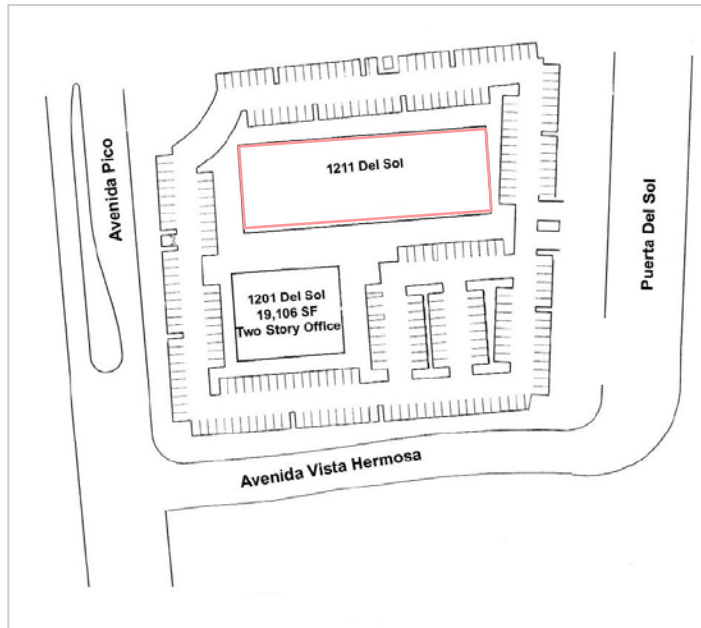 Avenida Pico
1211 Del Sol
Puerta Del Sol
1201 Del Sol
19,106 SF
Two Story Office
Avenida Vista Hermosa